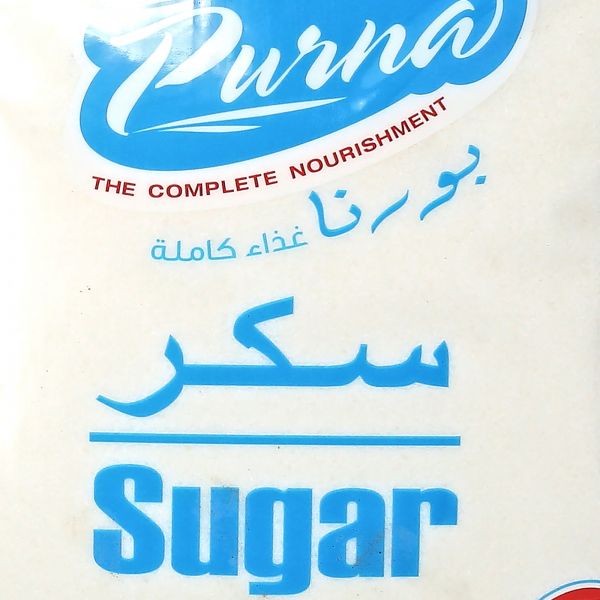 Purna
THE COMPLETE NOURISHMENT
بورنا
غذاء كاملة
سكر
Sugar